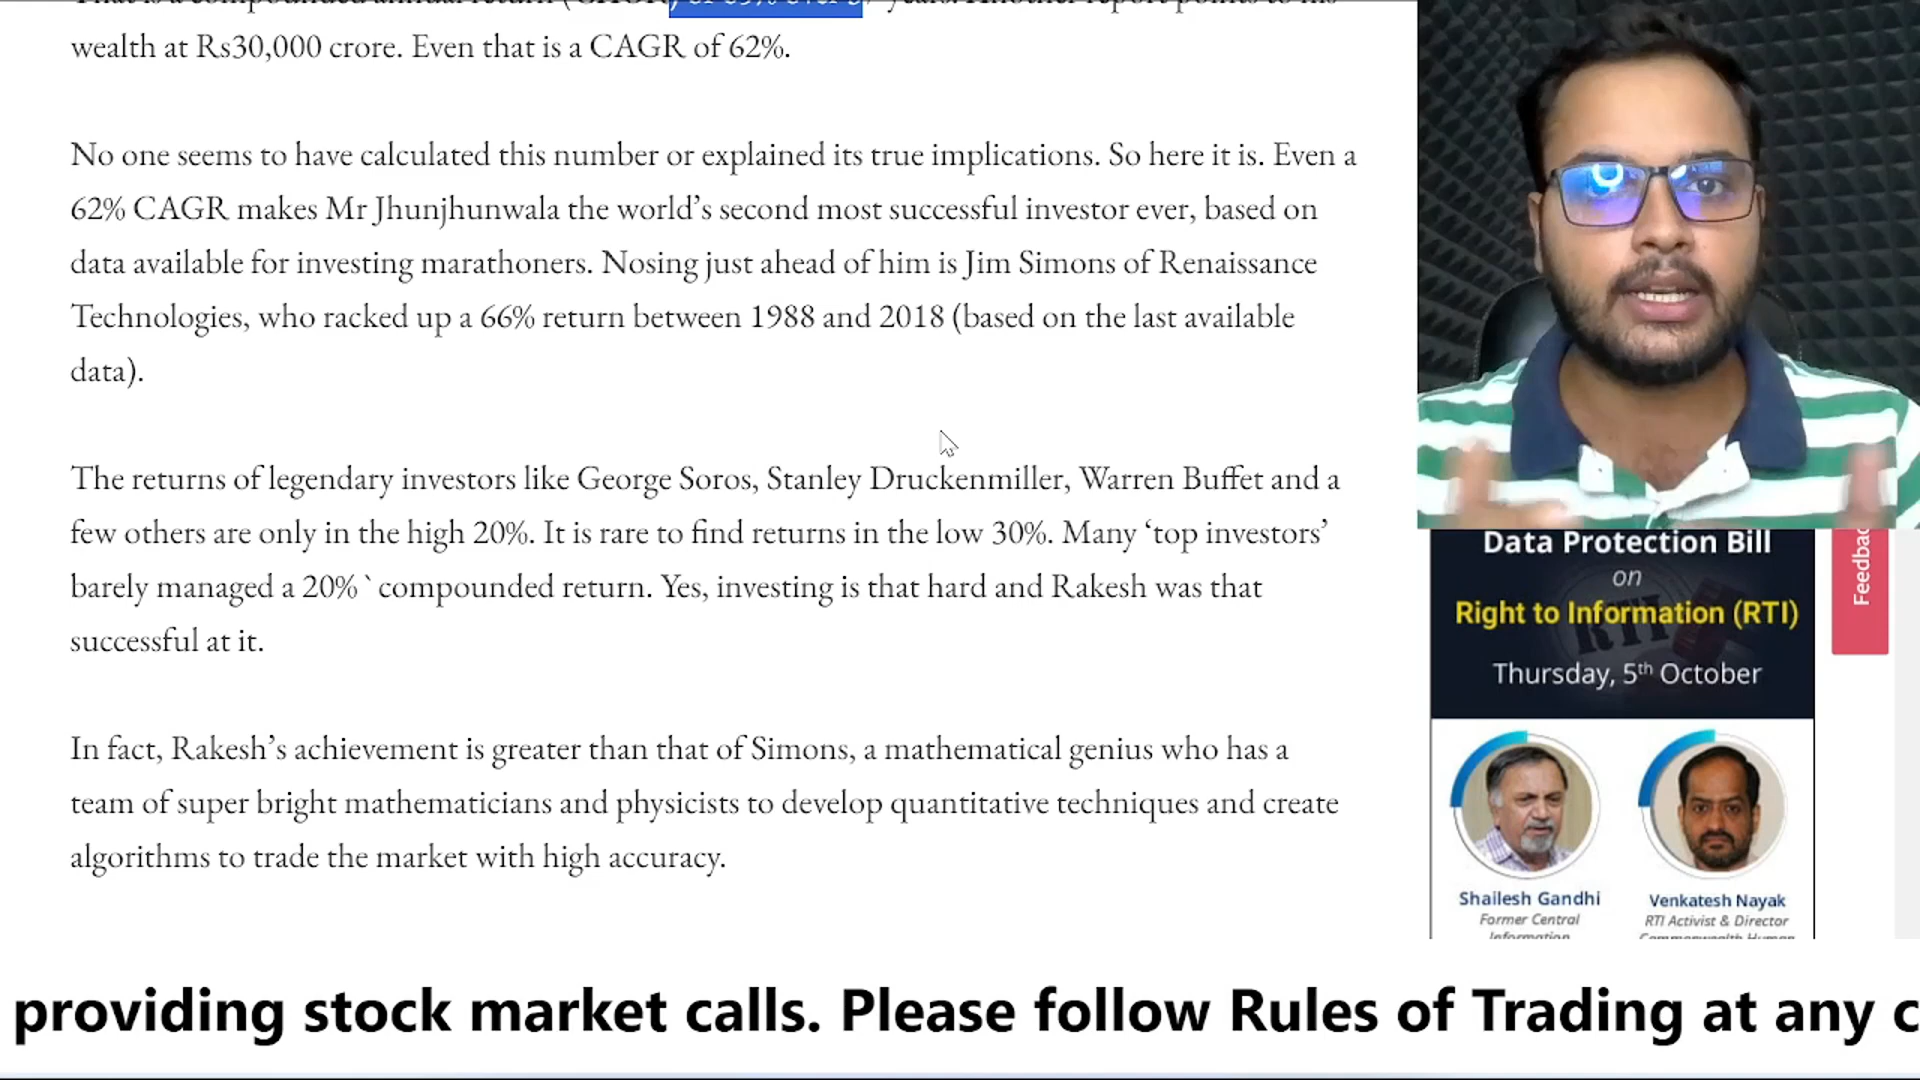 wealth at Rs30,000 crore. Even that is a CAGR of 62%.
No one seems to have calculated this number or explained its true implications. So here it is. Even a
62% CAGR makes Mr Jhunjhunwala the world’s second most successful investor ever, based on
data available for investing marathoners. Nosing just ahead of him is Jim Simons of Renaissance
Technologies, who racked up a 66% return between 1988 and 2018 (based on the last available
data).
The returns of legendary investors like George Soros, Stanley Druckenmiller, Warren Buffet and a
few others are only in the high 20%. It is rare to find returns in the low 30%. Many ‘top investors’
barely managed a 20%` compounded return. Yes, investing is that hard and Rakesh was that
successful at it.
In fact, Rakesh’s achievement is greater than that of Simons, a mathematical genius who has a
team of super bright mathematicians and physicists to develop quantitative techniques and create
algorithms to trade the market with high accuracy.
Data Protection Bill
on
Right to Information (RTI)
Thursday, 5th October
Shailesh Gandhi
Former Central
Information
Venkatesh Nayak
RTI Activist & Director
Feedbac
providing stock market calls. Please follow Rules of Trading at any c